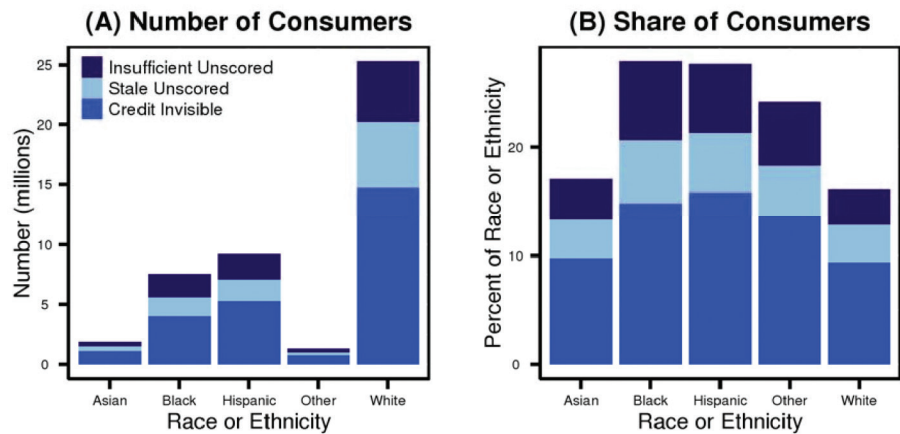 (A) Number of Consumers
Number (millions)
25
20
15
10
5
0
Insufficient Unscored
Stale Unscored
Credit Invisible
Asian Black Hispanic Other White
Race or Ethnicity
(B) Share of Consumers
Percent of Race or Ethnicity
20
10
0
Asian Black Hispanic Other White
Race or Ethnicity